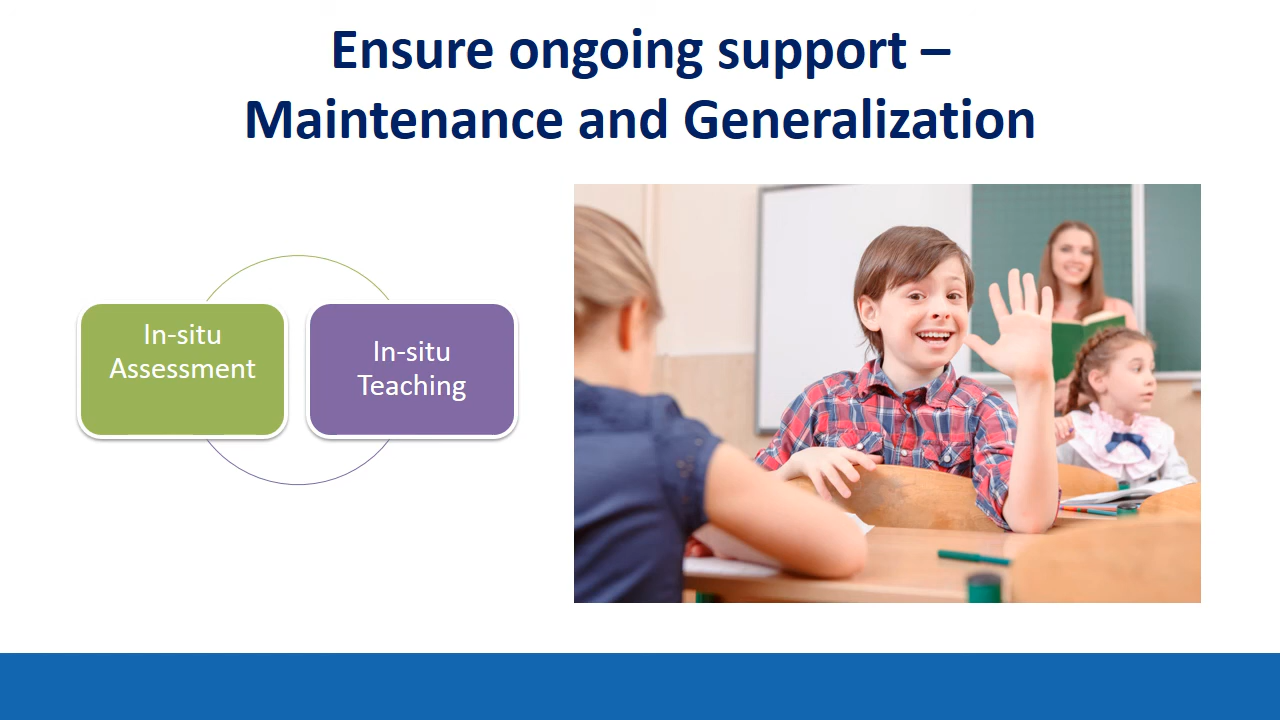 Ensure ongoing support –
Maintenance and Generalization
In-situ
Assessment
In-situ
Teaching